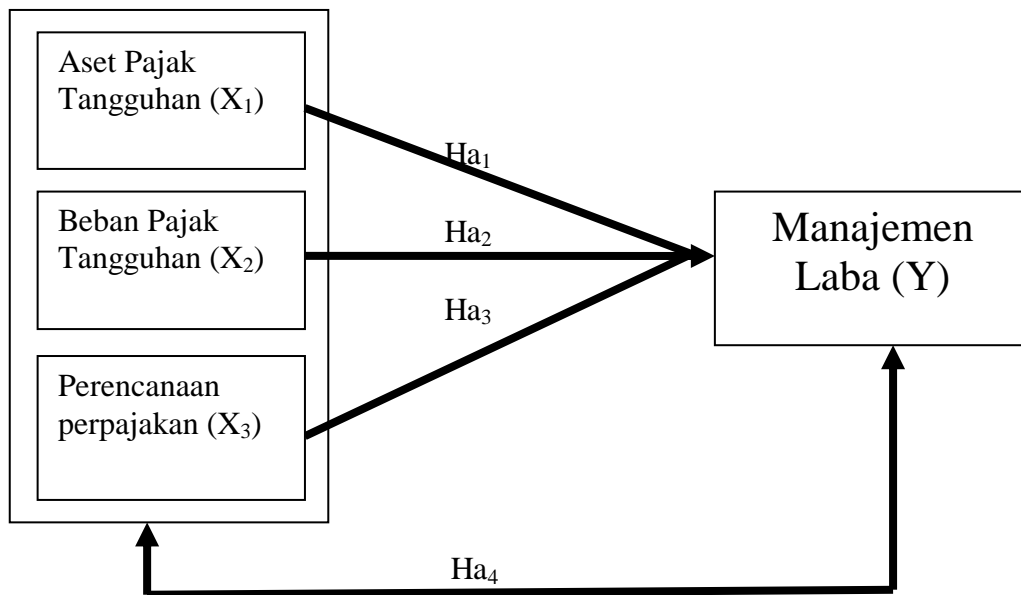 Aset Pajak
Tangguhan (X₁)
Ha₁
Beban Pajak
Tangguhan (X₂)
Ha₂
Manajemen
Laba (Y)
Ha₃
Perencanaan
perpajakan (X₃)
Ha₄